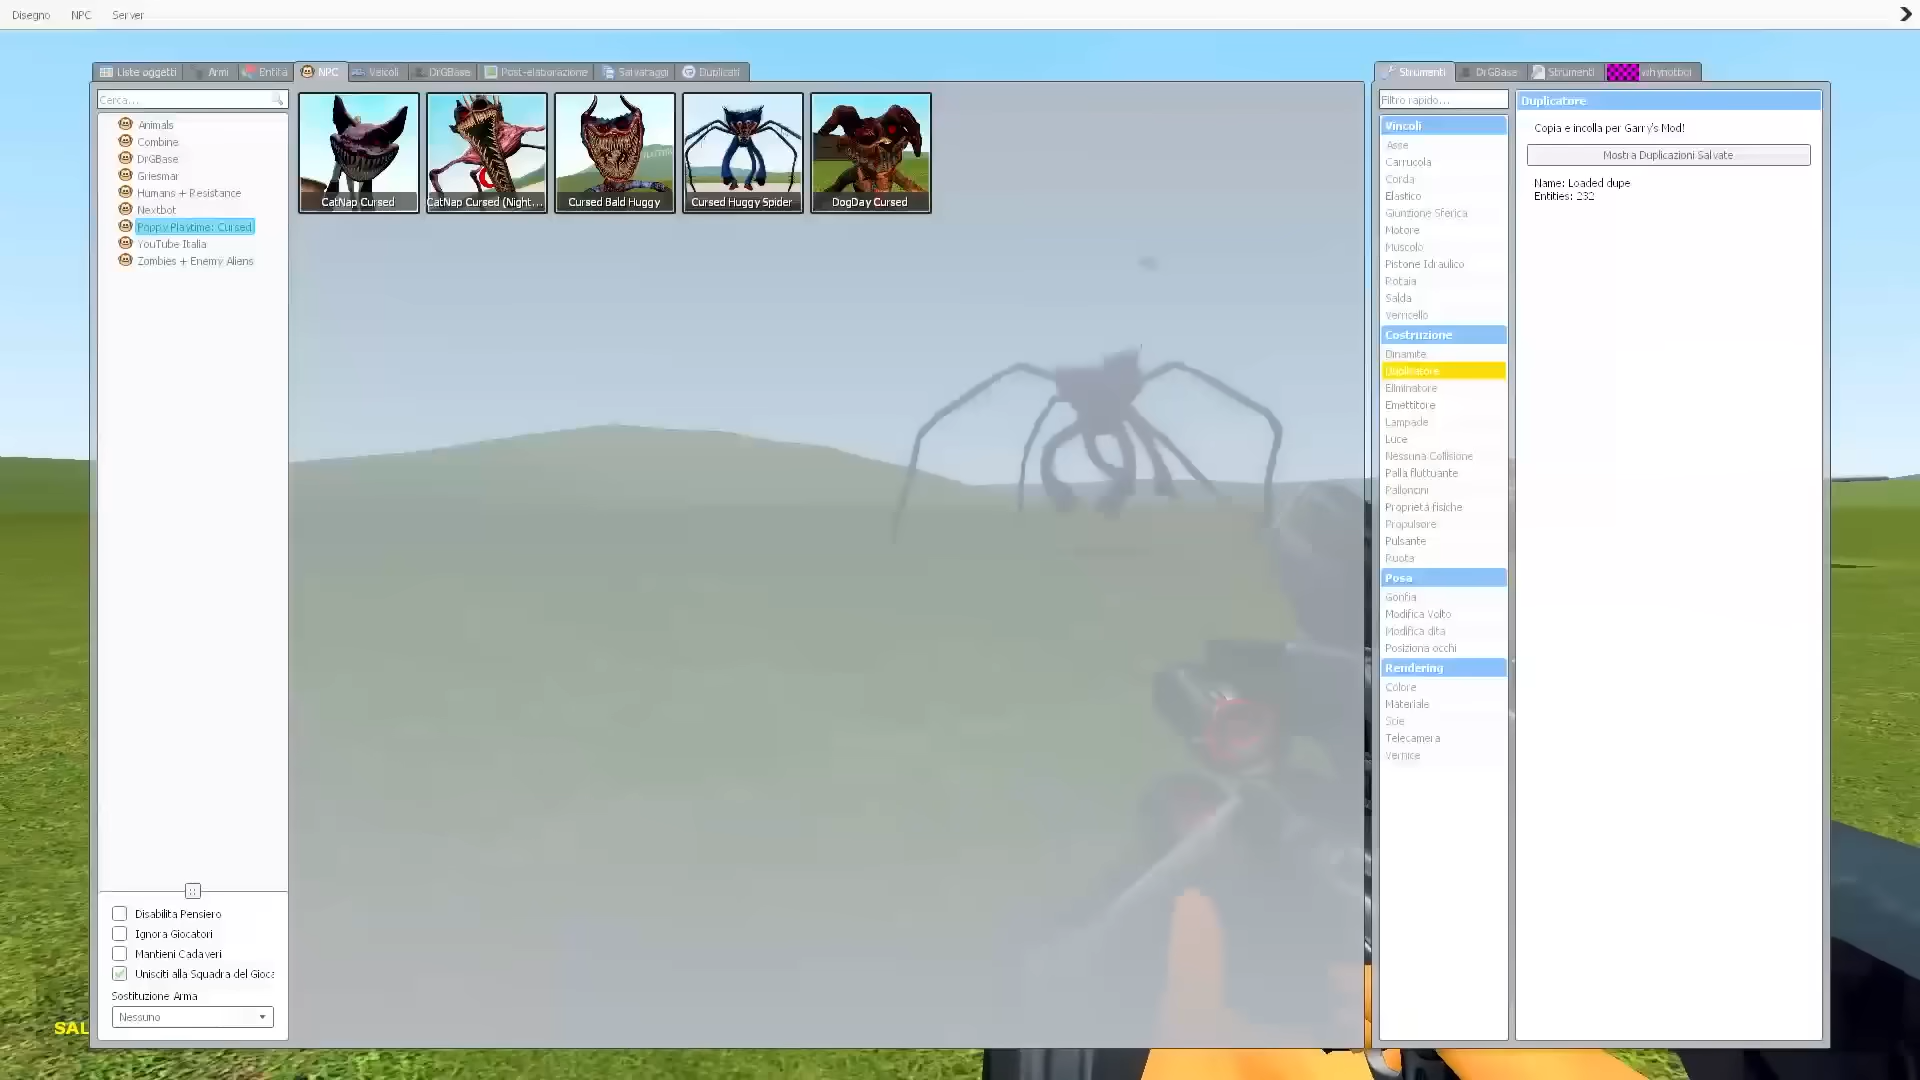 Disegno NPC Server
Liste oggetti Armi Entità NPC Veicoli DrGBase Post-elaborazione Salvataggi Duplicati
Cerca...
Animals
Combine
DrGBase
Griesmar
Humans + Resistance
Nextbot
Poppy Playtime: Cursed
YouTube Italia
Zombies + Enemy Aliens
CatNap Cursed
CatNap Cursed (Night...
Cursed Bald Huggy
Cursed Huggy Spider
DogDay Cursed
Disabilita Pensiero
Ignora Giocatori
Mantieni Cadaveri
Unisciti alla Squadra del Gioca
Sostituzione Arma
Nessuno
SAL
Strumenti DrGBase Strumenti whynotboi
Filtro rapido...
Vincoli
Asse
Carrucola
Corda
Elastico
Giunzione Sferica
Motore
Muscolo
Pistone Idraulico
Rotaia
Salda
Verricello
Costruzione
Dinamite
Duplicatore
Eliminatore
Emettitore
Lampade
Luce
Nessuna Collisione
Palla fluttuante
Palloncini
Proprietà fisiche
Propulsore
Pulsante
Ruota
Posa
Gonfia
Modifica Volto
Modifica dita
Posiziona occhi
Rendering
Colore
Materiale
Scie
Telecamera
Vernice
Duplicatore
Copia e incolla per Garry's Mod!
Mostra Duplicazioni Salvate
Name: Loaded dupe
Entities: 232